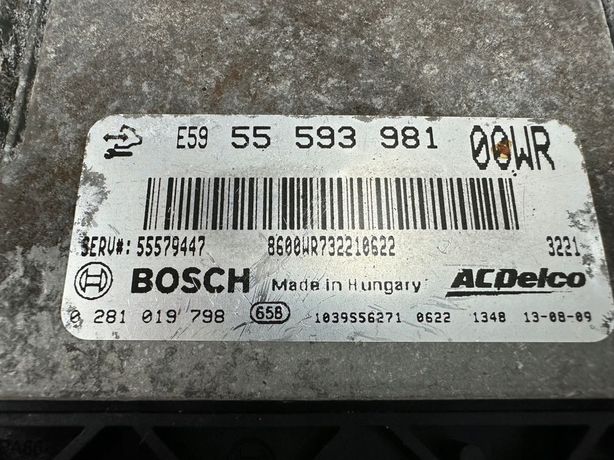 E59 55 593 981 00WR
SERV#: 55579447 8600WR732210622 3221
BOSCH Made in Hungary ACDelco
0 281 019 798 658 1039S56271 0622 1348 13-08-09